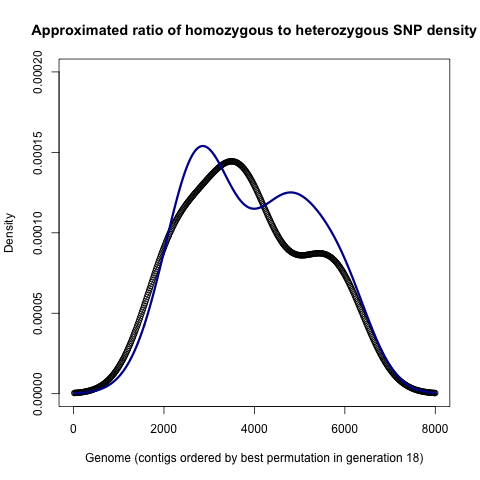 Approximated ratio of homozygous to heterozygous SNP density
0.00020
0.00015
0.00010
0.00005
0.00000
Density
0 2000 4000 6000 8000
Genome (contigs ordered by best permutation in generation 18)